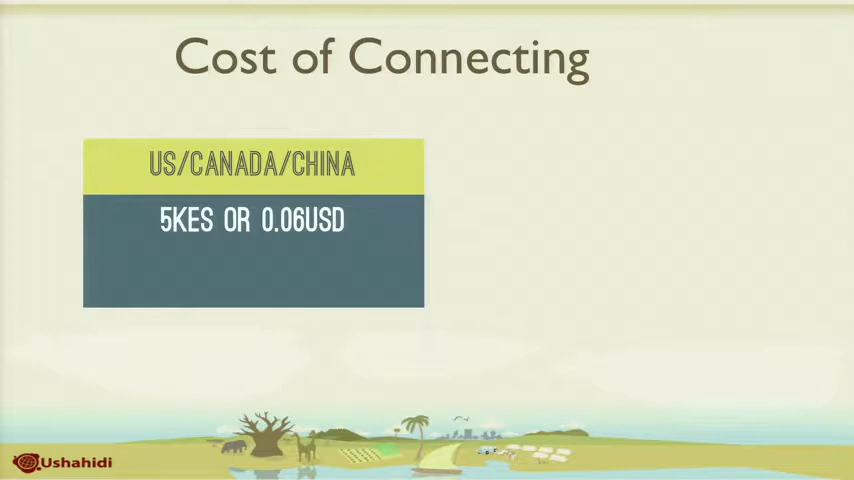 Cost of Connecting
US/CANADA/CHINA
5KES OR 0.06USD
Ushahidi